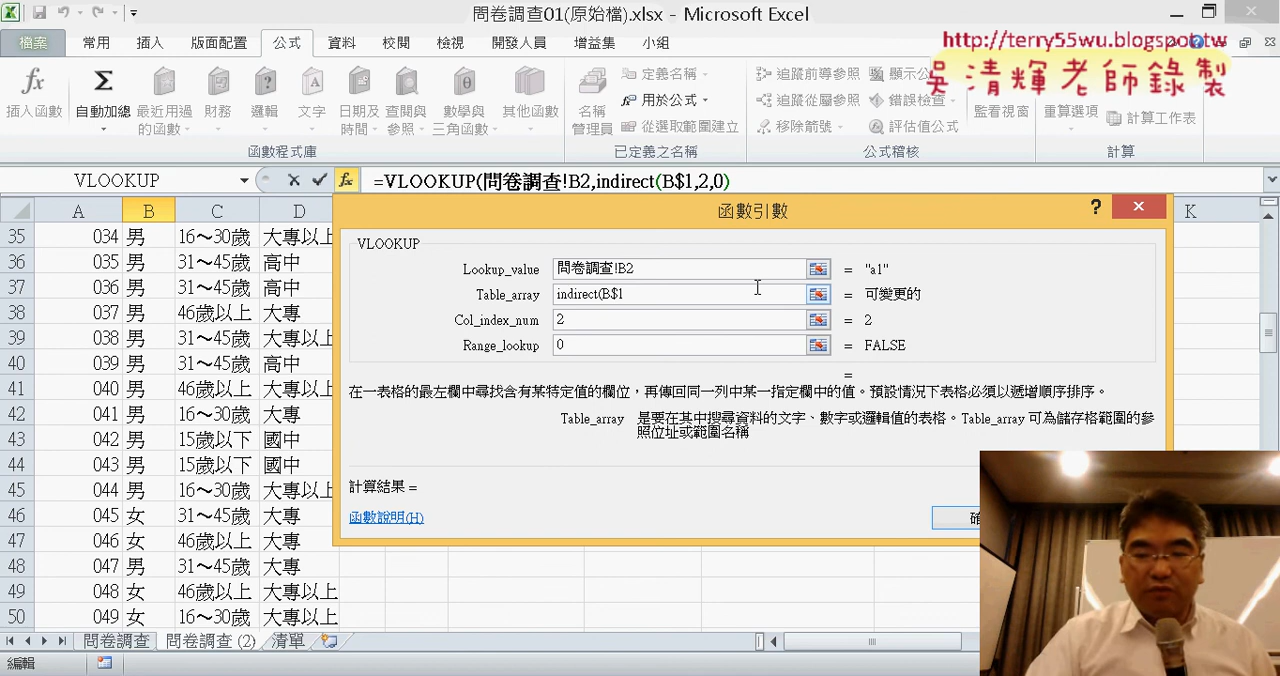 問卷調查01(原始檔).xlsx - Microsoft Excel
http://terry55wu.blogspot.tw
吳清輝老師錄製
檔案 常用 插入 版面配置 公式 資料 校閱 檢視 開發人員 增益集 小組
插入函數 自動加總 最近用過的函數 財務 邏輯 文字 日期及時間 查閱與參照 數學與三角函數 其他函數
函數程式庫
名稱管理員 定義名稱 用於公式 從選取範圍建立
已定義之名稱
追蹤前導參照 追蹤從屬參照 移除箭號 顯示公 錯誤檢查 評估值公式 監看視窗
公式稽核
重算選項 計算工作表
計算
VLOOKUP fx =VLOOKUP(問卷調查!B2,indirect(B$1,2,0)
A B C D K
35 034 男 16～30歲 大專以上
36 035 男 31～45歲 高中
37 036 男 31～45歲 高中
38 037 男 46歲以上 大專
39 038 男 31～45歲 大專以上
40 039 男 31～45歲 高中
41 040 男 46歲以上 大專以上
42 041 男 16～30歲 大專
43 042 男 15歲以下 國中
44 043 男 15歲以下 國中
45 044 男 16～30歲 大專以上
46 045 女 31～45歲 大專
47 046 女 46歲以上 大專
48 047 男 31～45歲 大專
49 048 女 46歲以上 大專以上
50 049 女 16～30歲 大專以上
函數引數
?
VLOOKUP
Lookup_value 問卷調查!B2 = "a1"
Table_array indirect(B$1 = 可變更的
Col_index_num 2 = 2
Range_lookup 0 = FALSE
=
在一表格的最左欄中尋找含有某特定值的欄位，再傳回同一列中某一指定欄中的值。預設情況下表格必須以遞增順序排序。
Table_array 是要在其中搜尋資料的文字、數字或邏輯值的表格。Table_array 可為儲存格範圍的參
照位址或範圍名稱
計算結果 =
函數說明(H)
問卷調查 問卷調查 (2) 清單
編輯